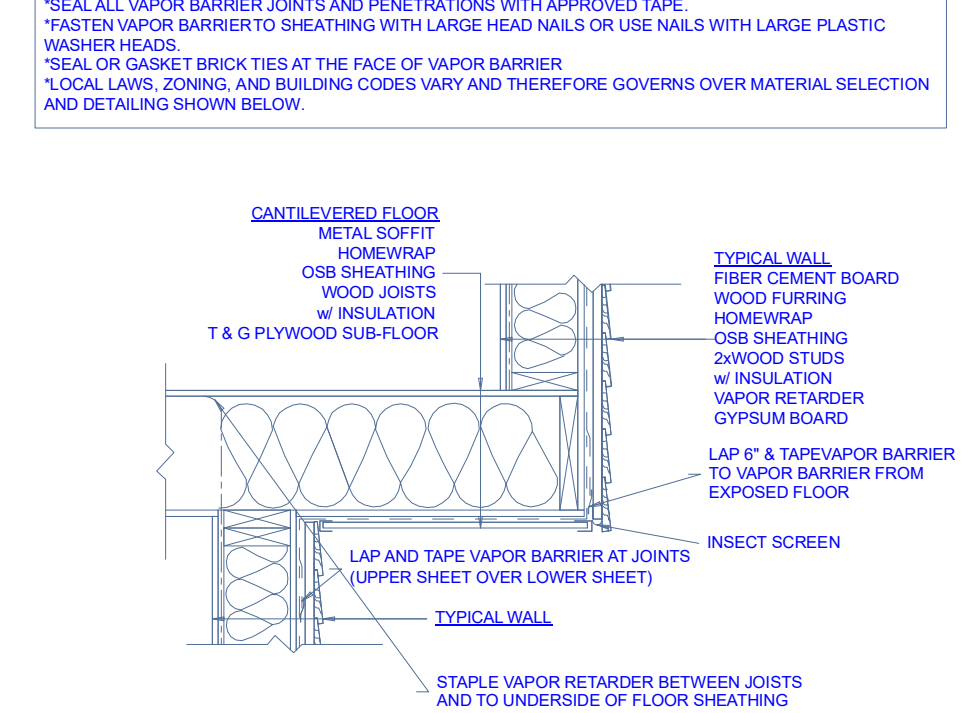 *SEAL ALL VAPOR BARRIER JOINTS AND PENETRATIONS WITH APPROVED TAPE.
*FASTEN VAPOR BARRIER TO SHEATHING WITH LARGE HEAD NAILS OR USE NAILS WITH LARGE PLASTIC
WASHER HEADS.
*SEAL OR GASKET BRICK TIES AT THE FACE OF VAPOR BARRIER
*LOCAL LAWS, ZONING, AND BUILDING CODES VARY AND THEREFORE GOVERNS OVER MATERIAL SELECTION
AND DETAILING SHOWN BELOW.
CANTILEVERED FLOOR
METAL SOFFIT
HOMEWRAP
OSB SHEATHING
WOOD JOISTS
w/ INSULATION
T & G PLYWOOD SUB-FLOOR
TYPICAL WALL
FIBER CEMENT BOARD
WOOD FURRING
HOMEWRAP
OSB SHEATHING
2xWOOD STUDS
w/ INSULATION
VAPOR RETARDER
GYPSUM BOARD
LAP 6" & TAPEVAPOR BARRIER
TO VAPOR BARRIER FROM
EXPOSED FLOOR
INSECT SCREEN
LAP AND TAPE VAPOR BARRIER AT JOINTS
(UPPER SHEET OVER LOWER SHEET)
TYPICAL WALL
STAPLE VAPOR RETARDER BETWEEN JOISTS
AND TO UNDERSIDE OF FLOOR SHEATHING